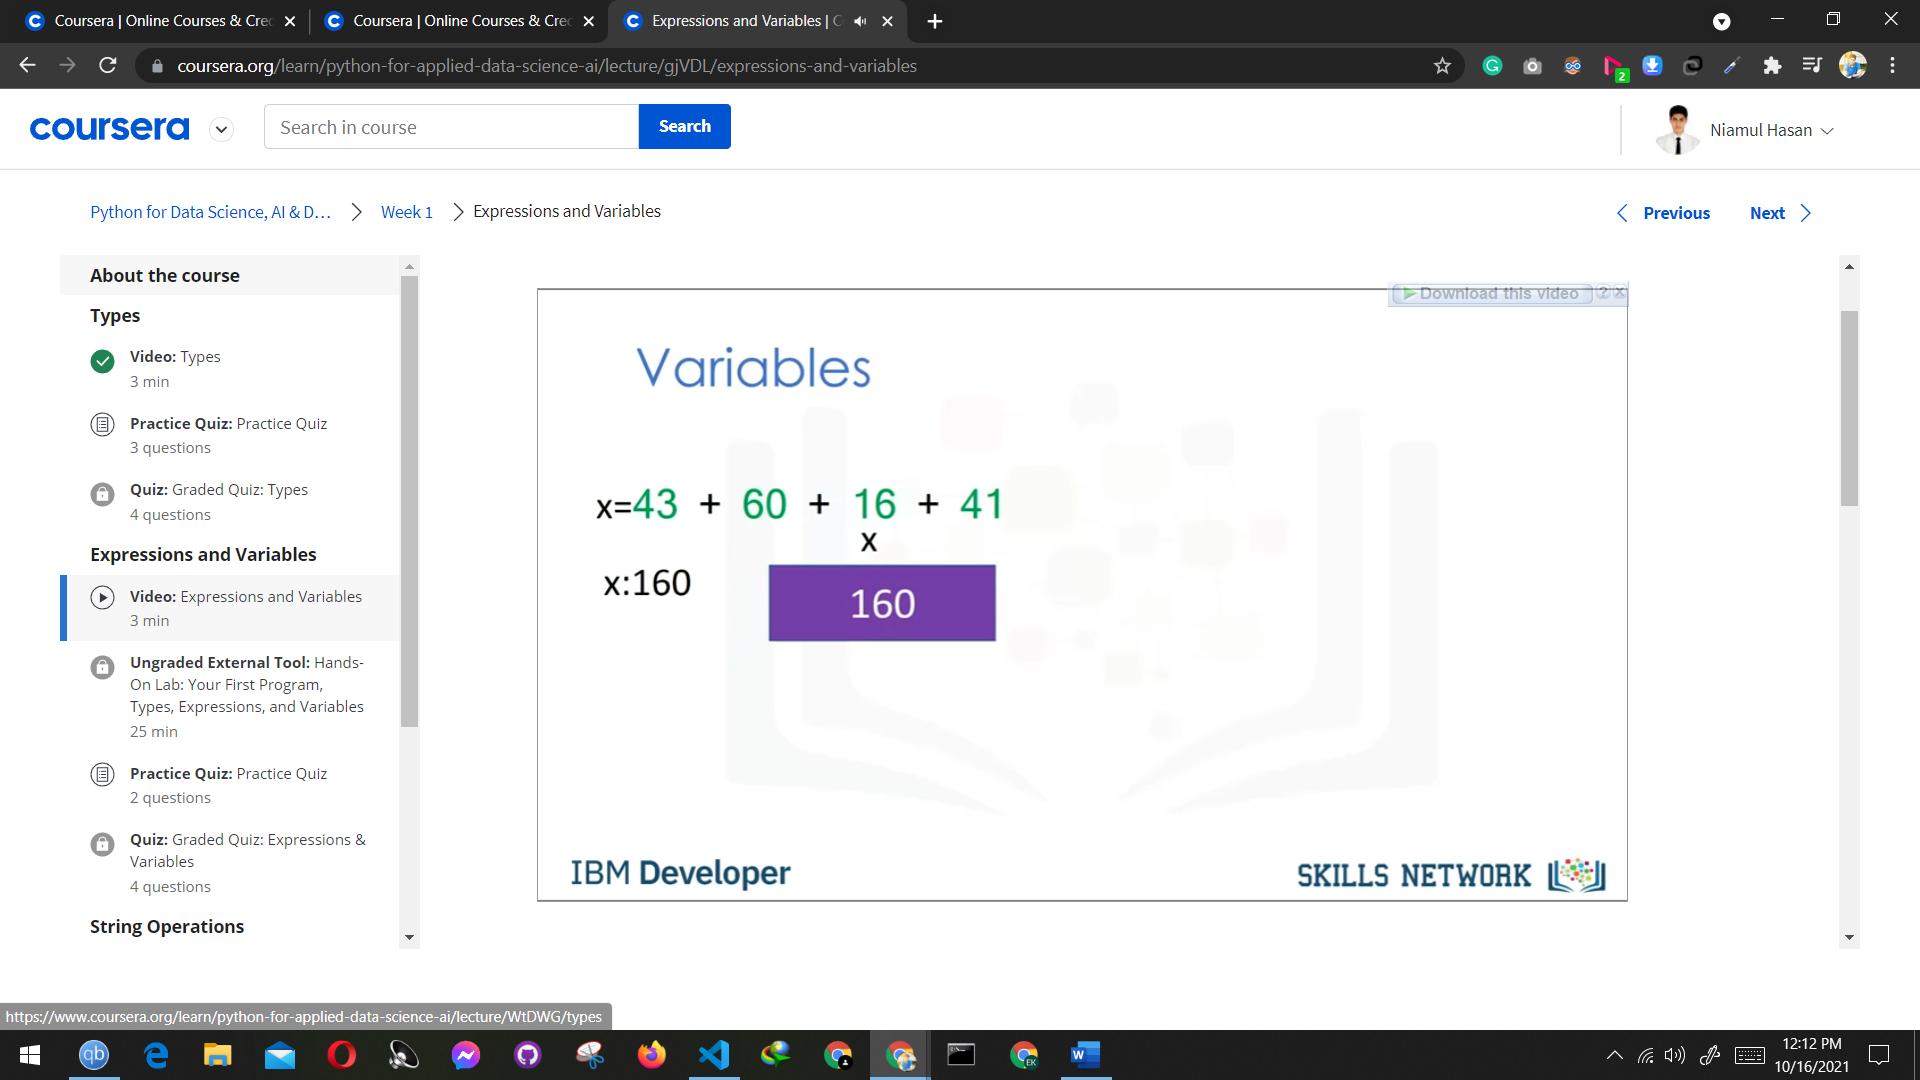 Coursera | Online Courses & Cre
Coursera | Online Courses & Cre
Expressions and Variables | C
coursera.org/learn/python-for-applied-data-science-ai/lecture/gjVDL/expressions-and-variables
2
coursera
Search in course
Search
Niamul Hasan
Python for Data Science, AI & D...
Week 1
Expressions and Variables
Previous
Next
About the course
Types
Video: Types
3 min
Practice Quiz: Practice Quiz
3 questions
Quiz: Graded Quiz: Types
4 questions
Expressions and Variables
Video: Expressions and Variables
3 min
Ungraded External Tool: Hands-
On Lab: Your First Program,
Types, Expressions, and Variables
25 min
Practice Quiz: Practice Quiz
2 questions
Quiz: Graded Quiz: Expressions &
Variables
4 questions
String Operations
Download this video ? X
Variables
x=43 + 60 + 16 + 41
x
x:160
160
IBM Developer
SKILLS NETWORK
https://www.coursera.org/learn/python-for-applied-data-science-ai/lecture/WtDWG/types
qb
EK
W
12:12 PM
10/16/2021